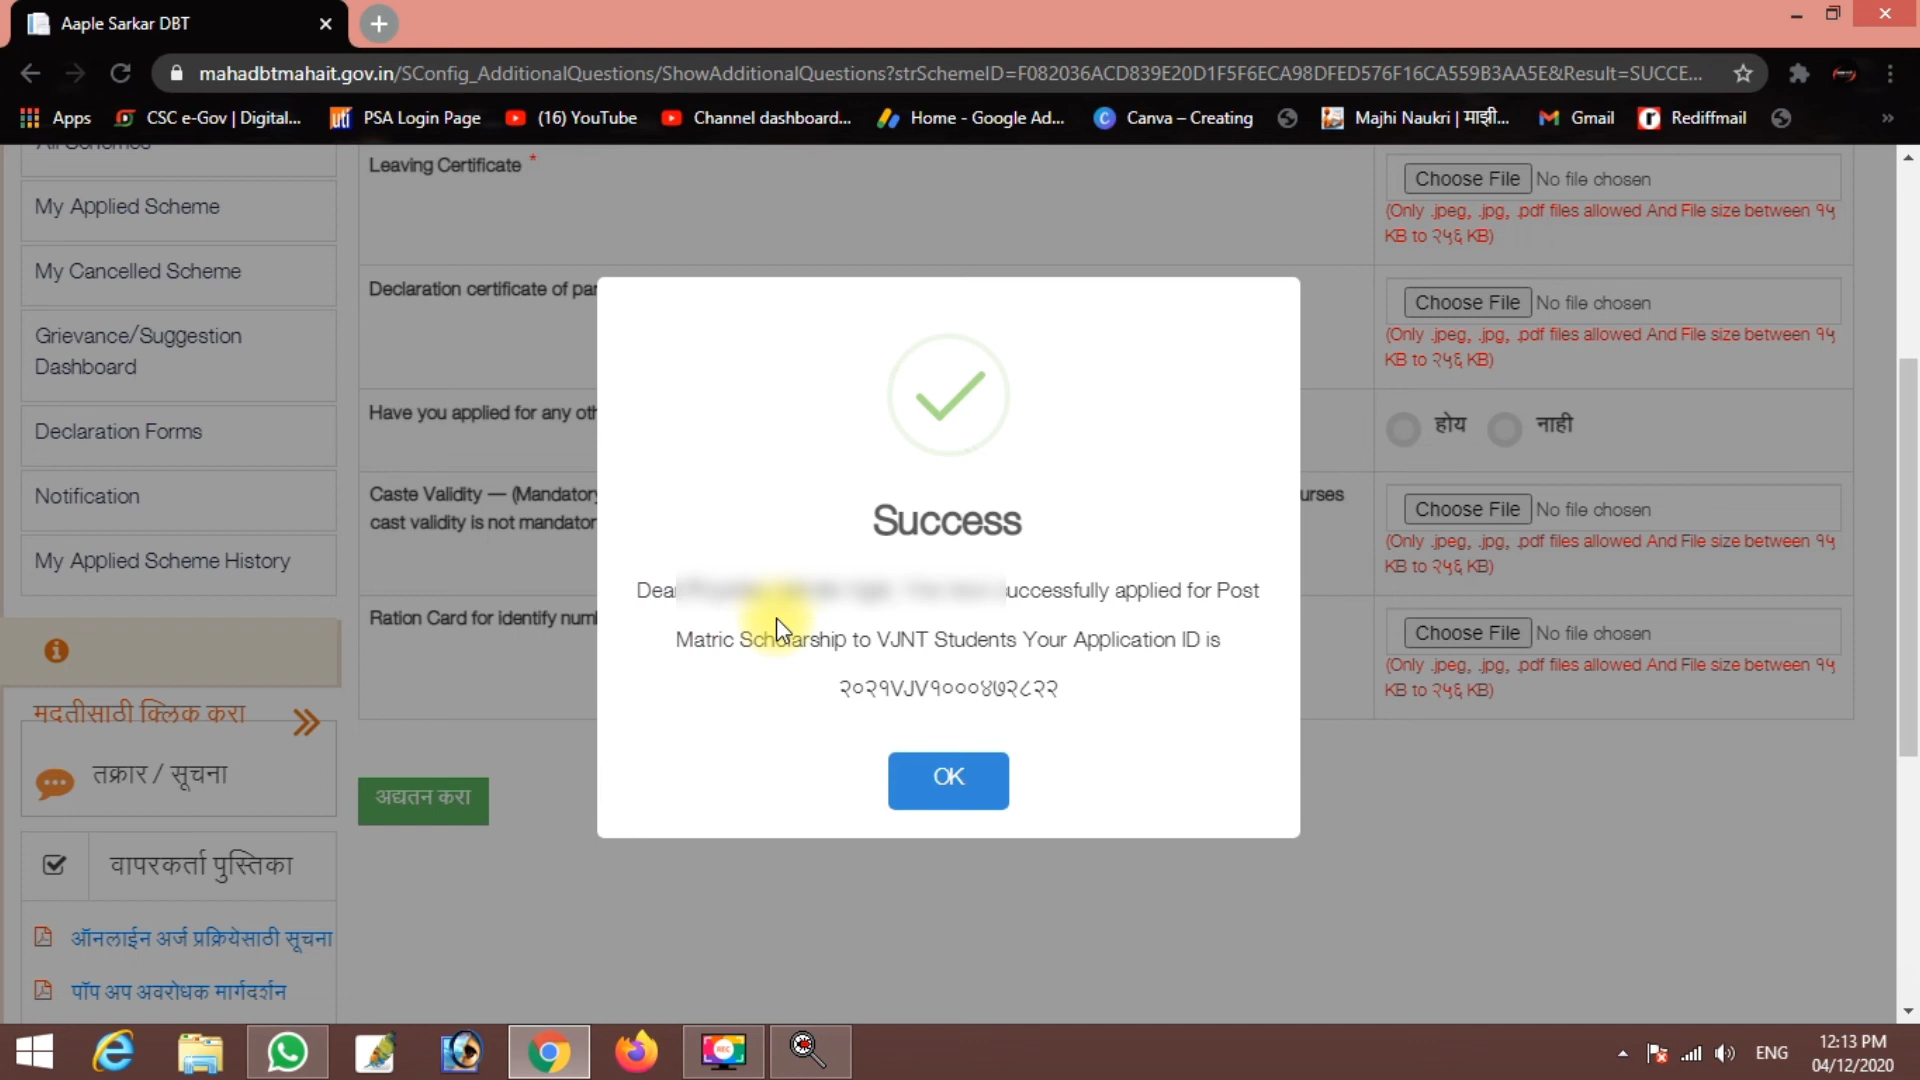 Aaple Sarkar DBT
mahadbtmahait.gov.in/SConfig_AdditionalQuestions/ShowAdditionalQuestions?strSchemeID=F082036ACD839E20D1F5F6ECA98DFED576F16CA559B3AA5E&Result=SUCCE...
Apps CSC e-Gov | Digital... PSA Login Page (16) YouTube Channel dashboard... Home - Google Ad... Canva – Creating Majhi Naukri | माझी... Gmail Rediffmail »
All Schemes
My Applied Scheme
My Cancelled Scheme
Grievance/Suggestion
Dashboard
Declaration Forms
Notification
My Applied Scheme History
मदतीसाठी क्लिक करा
तक्रार / सूचना
वापरकर्ता पुस्तिका
ऑनलाईन अर्ज प्रक्रियेसाठी सूचना
पॉप अप अवरोधक मार्गदर्शन
Leaving Certificate *
Choose File No file chosen
(Only .jpeg, .jpg, .pdf files allowed And File size between १५
KB to २५६ KB)
Declaration certificate of par
Choose File No file chosen
(Only .jpeg, .jpg, .pdf files allowed And File size between १५
KB to २५६ KB)
Have you applied for any oth
होय नाही
Caste Validity — (Mandatory urses
cast validity is not mandator
Choose File No file chosen
(Only .jpeg, .jpg, .pdf files allowed And File size between १५
KB to २५६ KB)
Ration Card for identify numl
Choose File No file chosen
(Only .jpeg, .jpg, .pdf files allowed And File size between १५
KB to २५६ KB)
अद्यतन करा
Success
Dear uccessfully applied for Post
Matric Scholarship to VJNT Students Your Application ID is
२०२१VJV१०००४७२८२२
OK
uti
REC
ENG
12:13 PM
04/12/2020